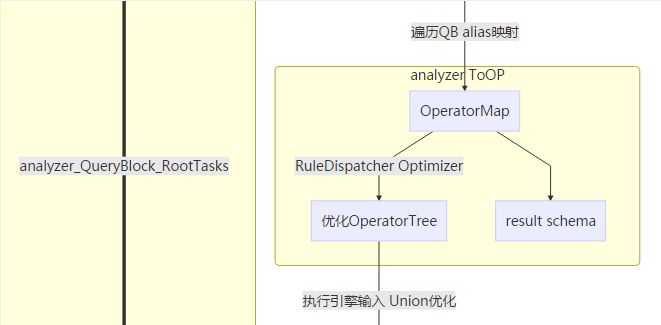 遍历QB alias映射
analyzer ToOP
OperatorMap
analyzer_QueryBlock_RootTasks
RuleDispatcher Optimizer
优化OperatorTree
result schema
执行引擎输入 Union优化